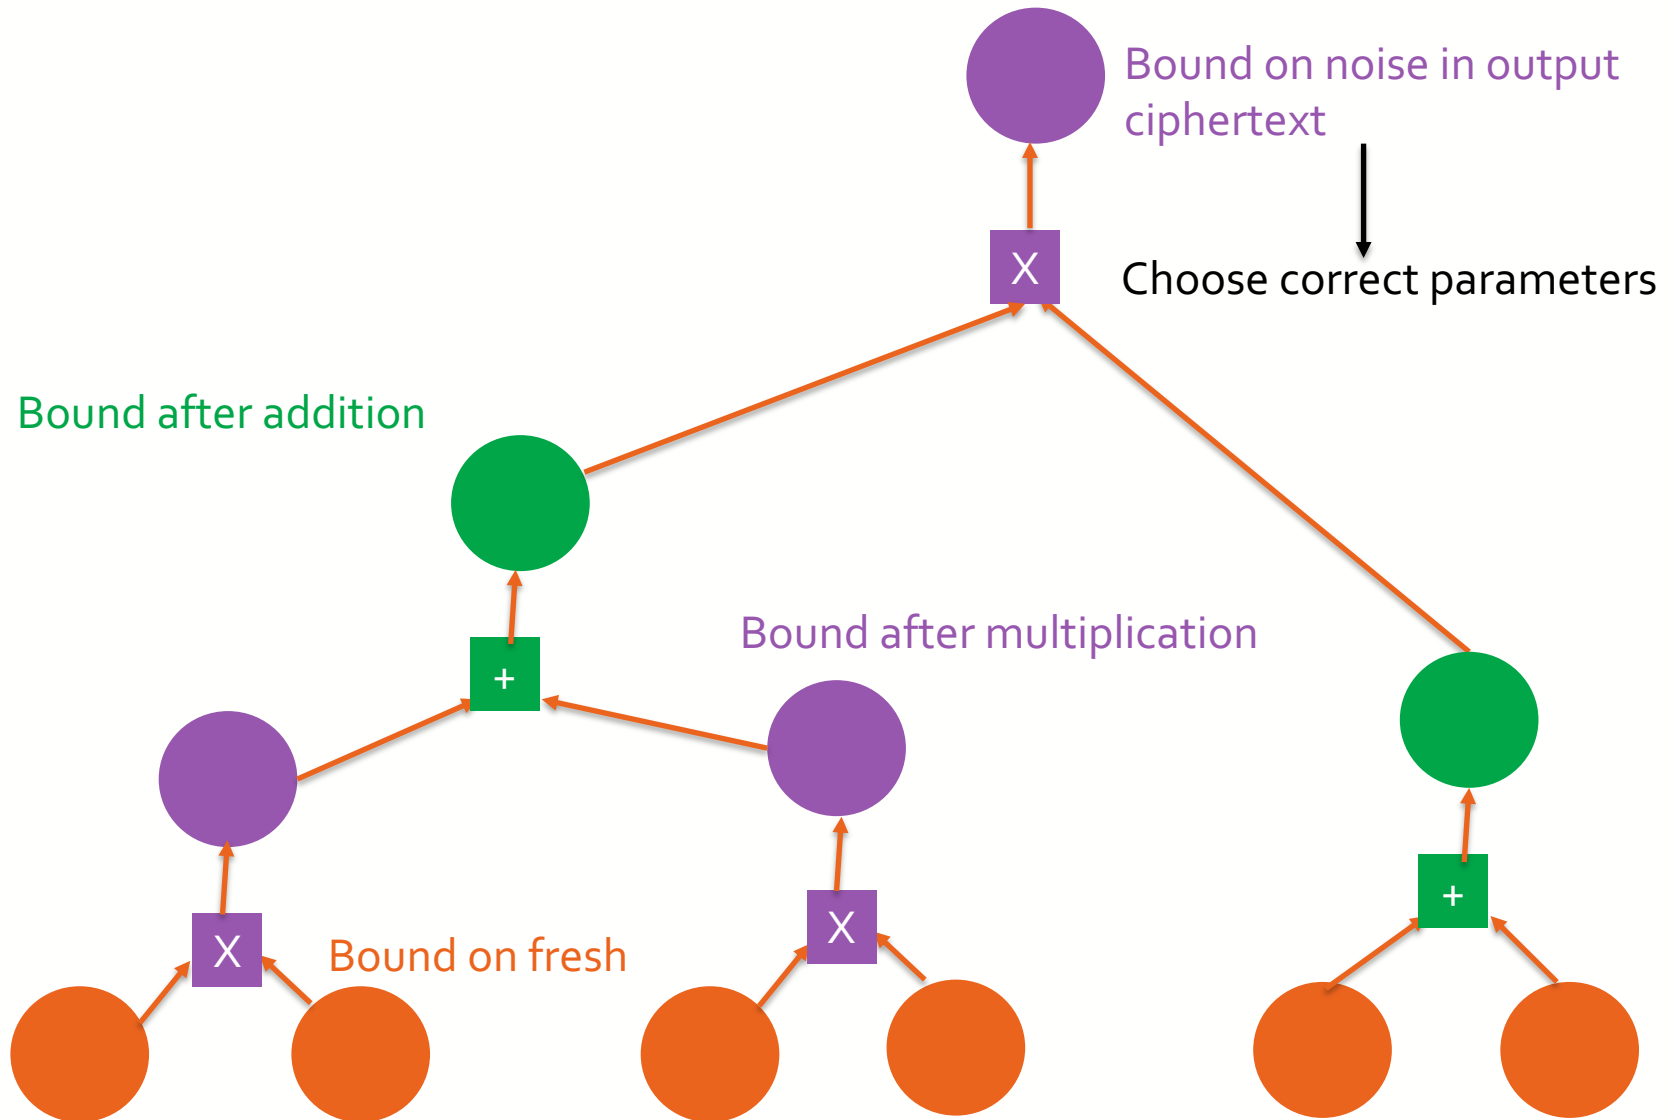 Bound on noise in output
ciphertext
X
Choose correct parameters
Bound after addition
Bound after multiplication
+
+
X
X
Bound on fresh